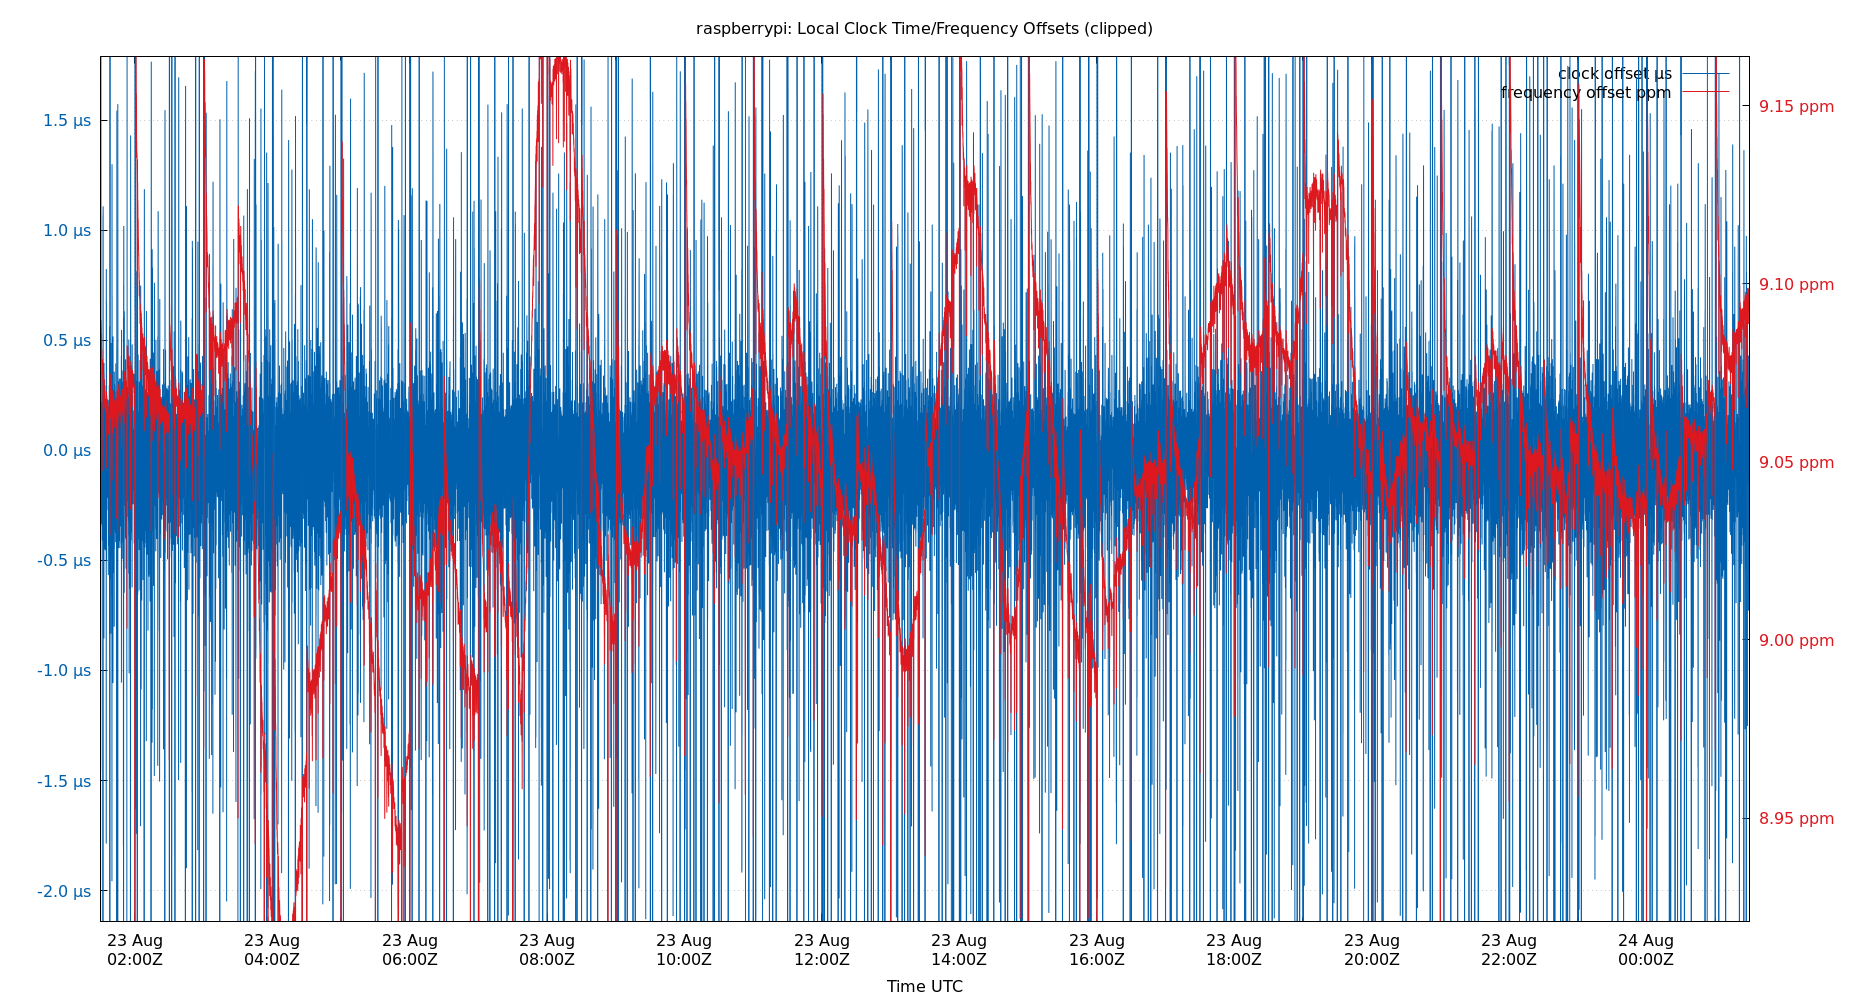 raspberrypi: Local Clock Time/Frequency Offsets (clipped)
clock offset µs
frequency offset ppm
1.5 µs
1.0 µs
0.5 µs
0.0 µs
-0.5 µs
-1.0 µs
-1.5 µs
-2.0 µs
9.15 ppm
9.10 ppm
9.05 ppm
9.00 ppm
8.95 ppm
23 Aug 23 Aug 23 Aug 23 Aug 23 Aug 23 Aug 23 Aug 23 Aug 23 Aug 23 Aug 23 Aug 24 Aug
02:00Z 04:00Z 06:00Z 08:00Z 10:00Z 12:00Z 14:00Z 16:00Z 18:00Z 20:00Z 22:00Z 00:00Z
Time UTC